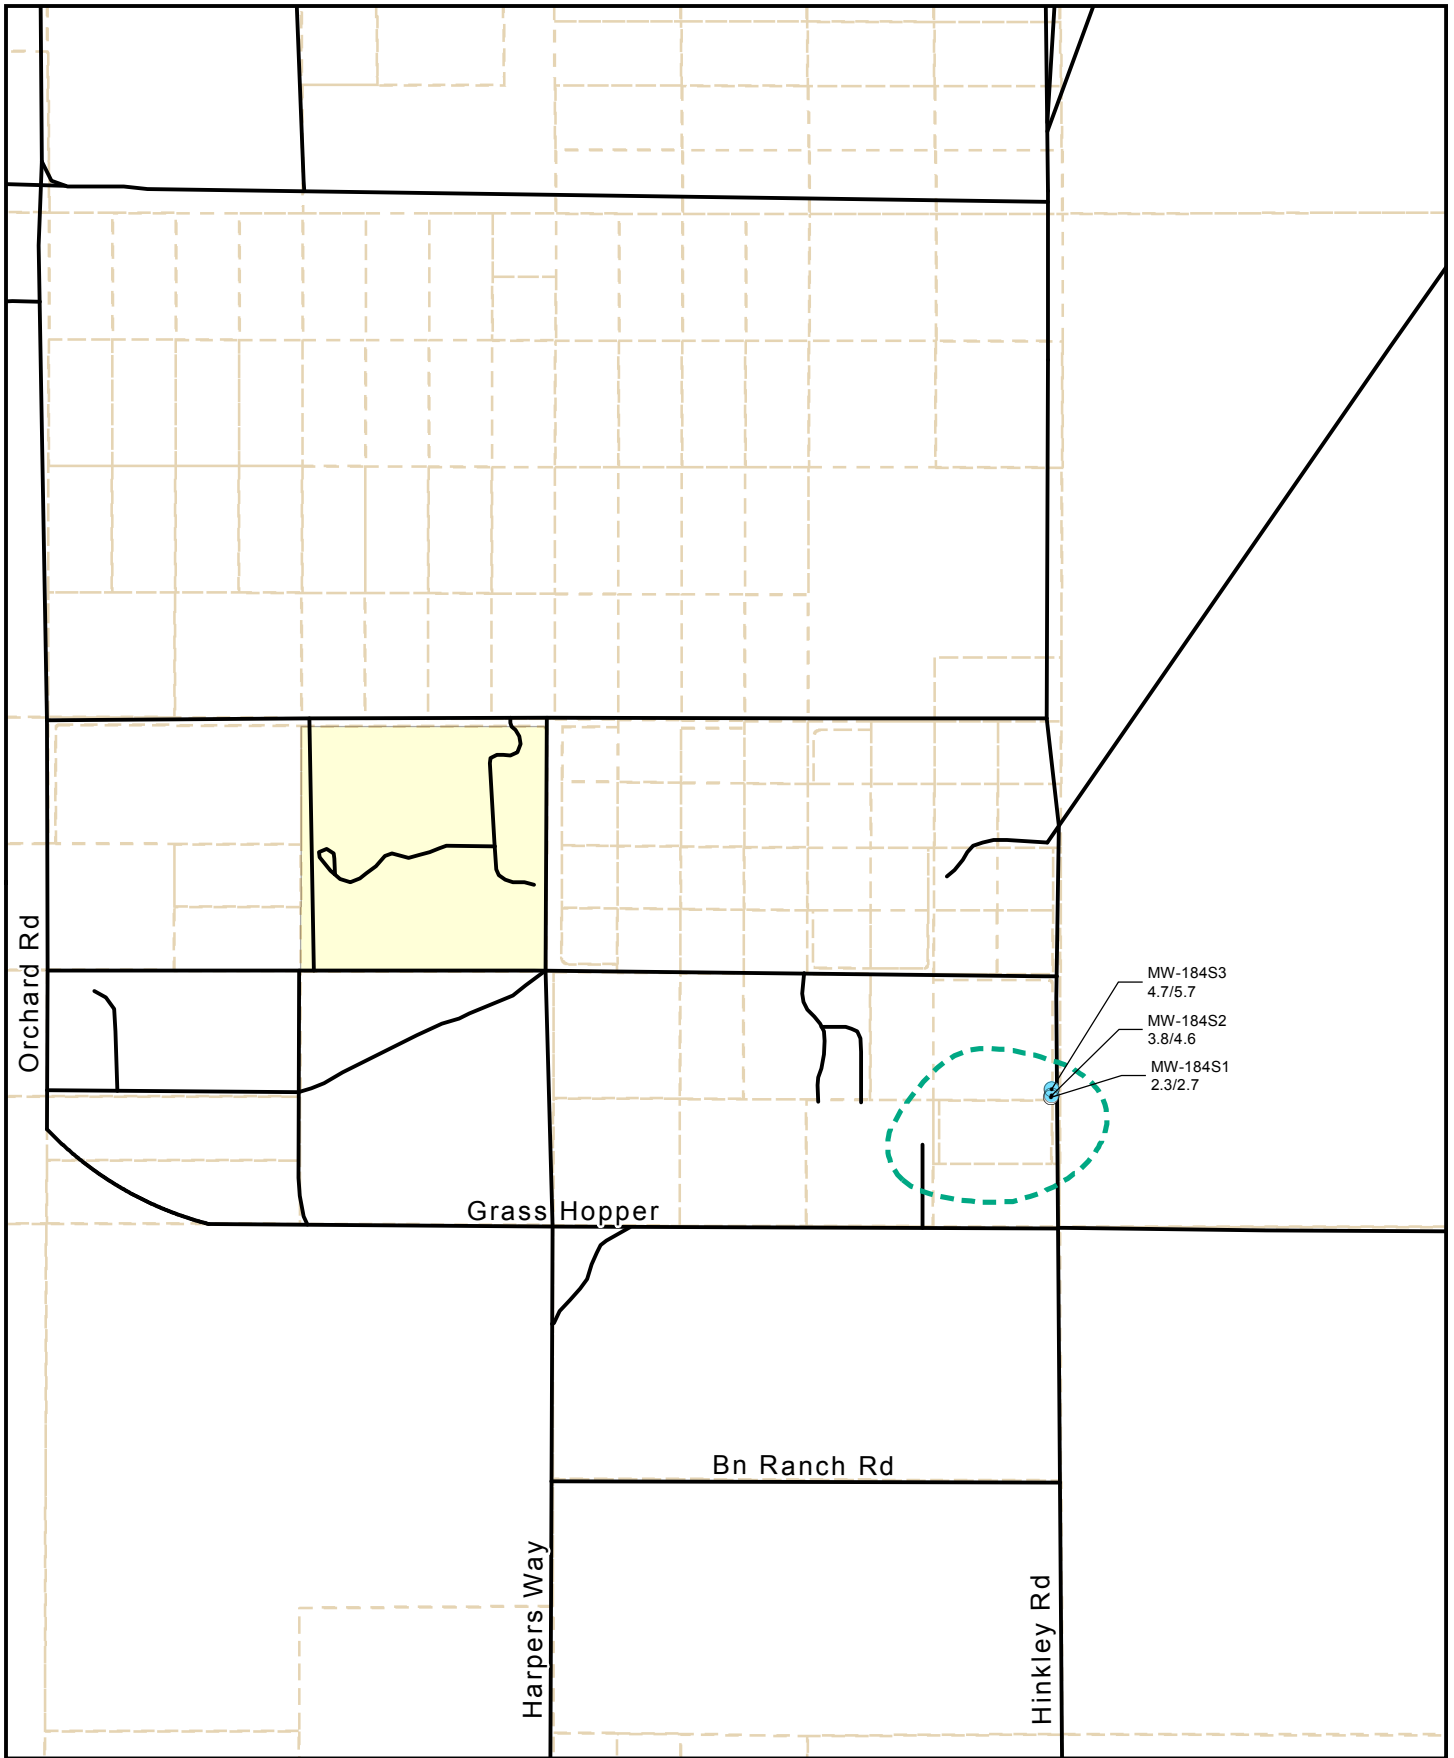 Orchard Rd
MW-184S3
4.7/5.7
MW-184S2
3.8/4.6
MW-184S1
2.3/2.7
Grass Hopper
Bn Ranch Rd
Harpers Way
Hinkley Rd